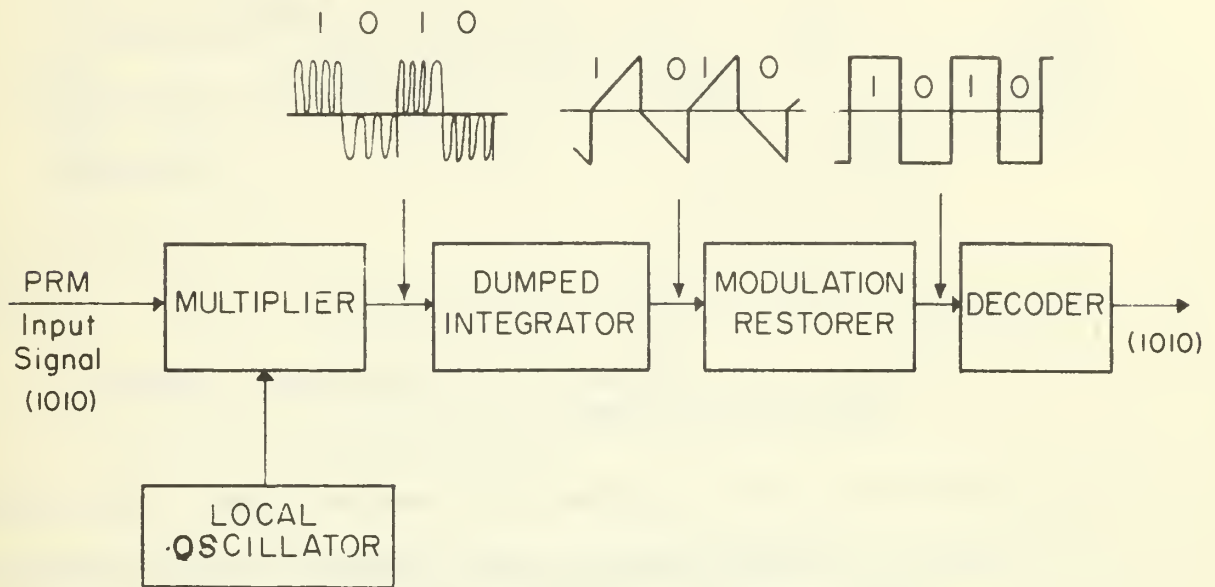 1 0 1 0
1 0 1 0
1 0 1 0
PRM
Input
Signal
(1010)
MULTIPLIER
DUMPED
INTEGRATOR
MODULATION
RESTORER
DECODER
(1010)
LOCAL
OSCILLATOR